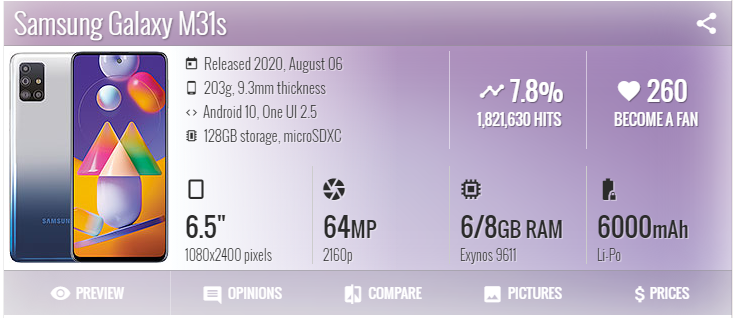 Samsung Galaxy M31s
Released 2020, August 06
203g, 9.3mm thickness
Android 10, One UI 2.5
128GB storage, microSDXC
7.8%
1,821,630 HITS
260
BECOME A FAN
SAMSUNG
6.5"
1080x2400 pixels
64MP
2160p
6/8GB RAM
Exynos 9611
6000mAh
Li-Po
PREVIEW
OPINIONS
COMPARE
PICTURES
$ PRICES